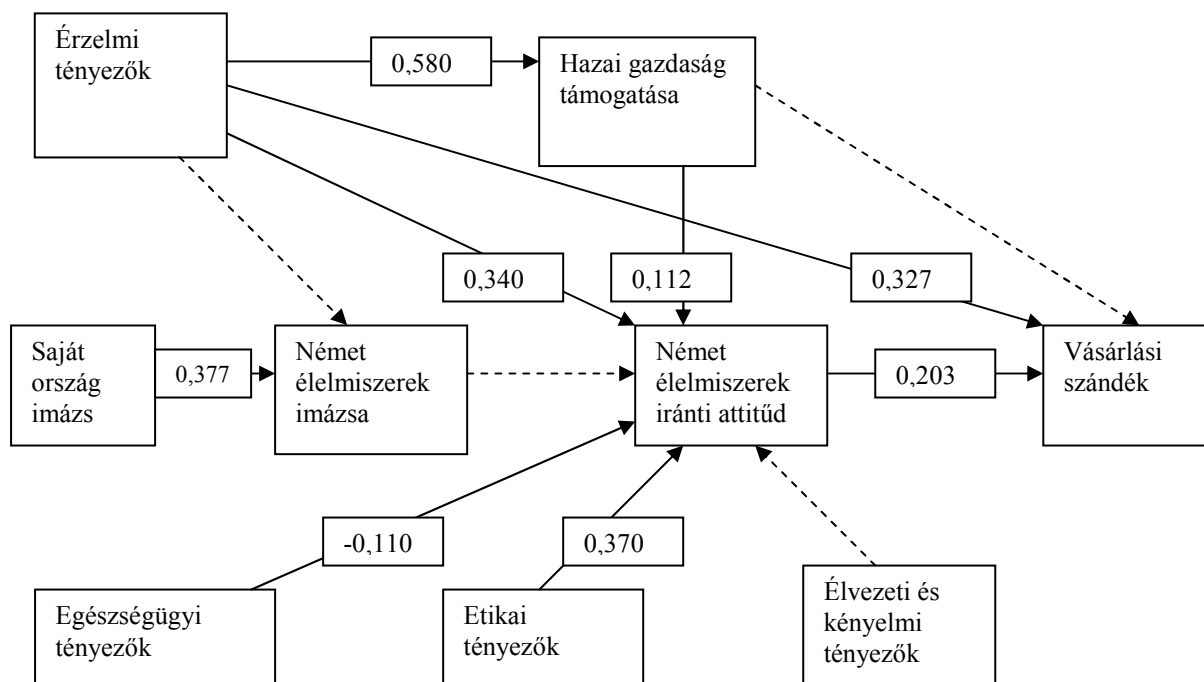 Érzelmi
tényezők
0,580
Hazai gazdaság
támogatása
0,340
0,112
0,327
Saját
ország
imázs
0,377
Német
élelmiszerek
imázsa
Német
élelmiszerek
iránti attitűd
0,203
Vásárlási
szándék
-0,110
0,370
Egészségügyi
tényezők
Etikai
tényezők
Élvezeti és
kényelmi
tényezők